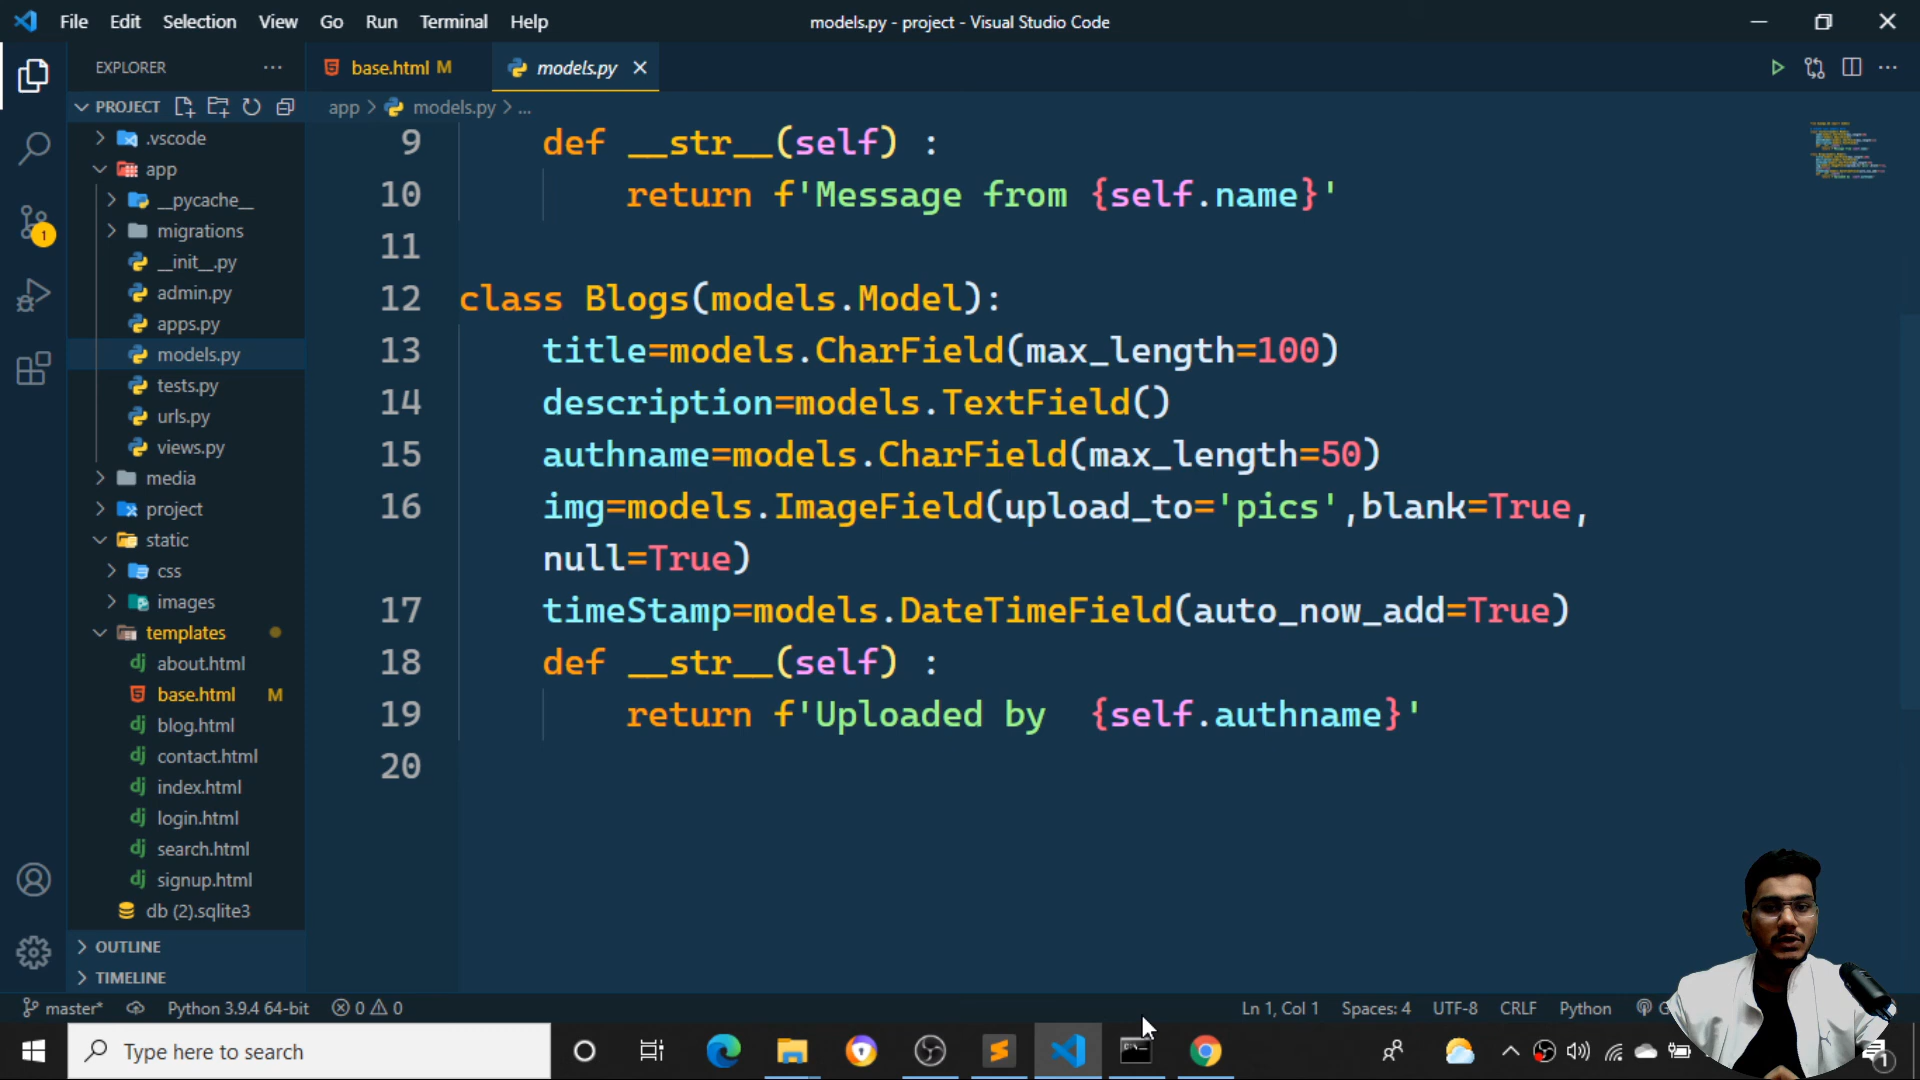 File Edit Selection View Go Run Terminal Help
models.py - project - Visual Studio Code
EXPLORER
base.html M
models.py
PROJECT
app > models.py > ...
.vscode
app
__pycache__
migrations
__init__.py
admin.py
apps.py
models.py
tests.py
urls.py
views.py
media
project
static
css
images
templates
about.html
base.html M
blog.html
contact.html
index.html
login.html
search.html
signup.html
db (2).sqlite3
OUTLINE
TIMELINE
9 def __str__(self) :
10 return f'Message from {self.name}'
11
12 class Blogs(models.Model):
13 title=models.CharField(max_length=100)
14 description=models.TextField()
15 authname=models.CharField(max_length=50)
16 img=models.ImageField(upload_to='pics',blank=True,
null=True)
17 timeStamp=models.DateTimeField(auto_now_add=True)
18 def __str__(self) :
19 return f'Uploaded by  {self.authname}'
20
1
master* Python 3.9.4 64-bit 0 0
Ln 1, Col 1 Spaces: 4 UTF-8 CRLF Python
Type here to search
1